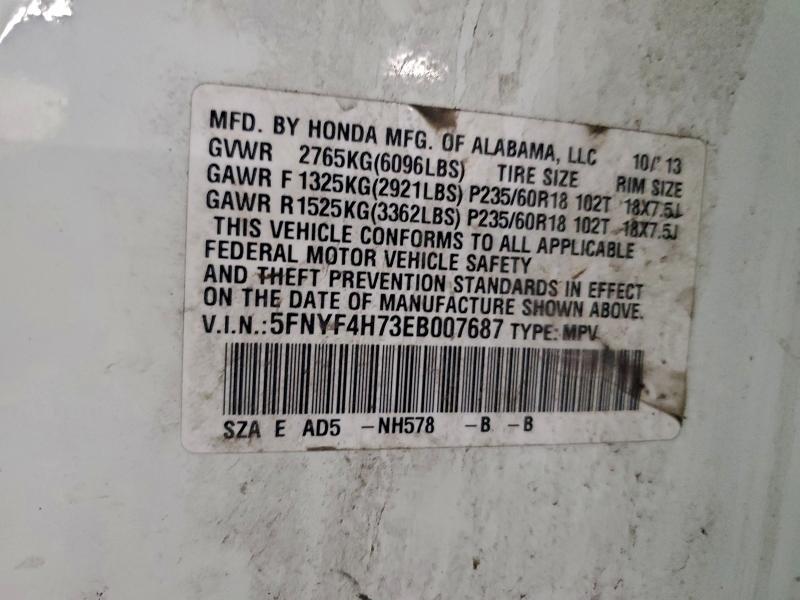 MFD. BY HONDA MFG. OF ALABAMA, LLC 10/ 13
GVWR 2765KG(6096LBS) TIRE SIZE RIM SIZE
GAWR F 1325KG(2921LBS) P235/60R18 102T 18X7.5J
GAWR R 1525KG(3362LBS) P235/60R18 102T 18X7.5J
THIS VEHICLE CONFORMS TO ALL APPLICABLE
FEDERAL MOTOR VEHICLE SAFETY
AND THEFT PREVENTION STANDARDS IN EFFECT
ON THE DATE OF MANUFACTURE SHOWN ABOVE.
V.I.N.:5FNYF4H73EB007687 TYPE: MPV
SZA E AD5 -NH578 -B -B